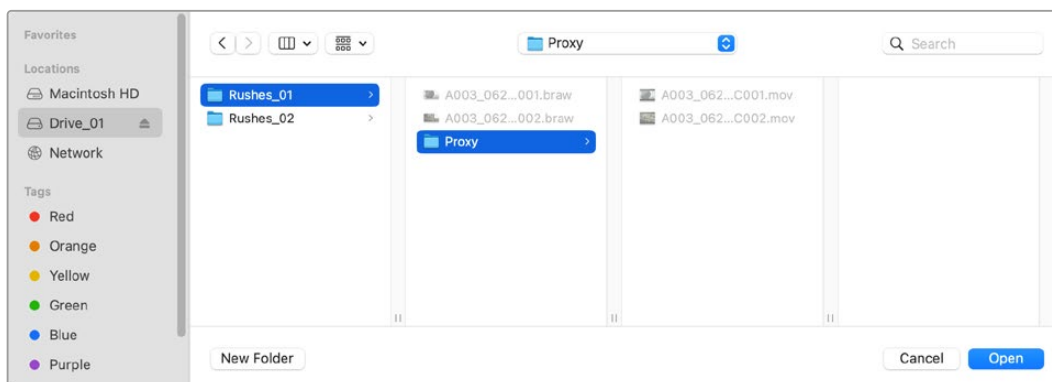 Favorites
Locations
Macintosh HD
Drive_01
Network
Tags
Red
Orange
Yellow
Green
Blue
Purple
Proxy
Search
Rushes_01
Rushes_02
A003_062...001.braw
A003_062...002.braw
Proxy
A003_062...C001.mov
A003_062...C002.mov
New Folder
Cancel
Open